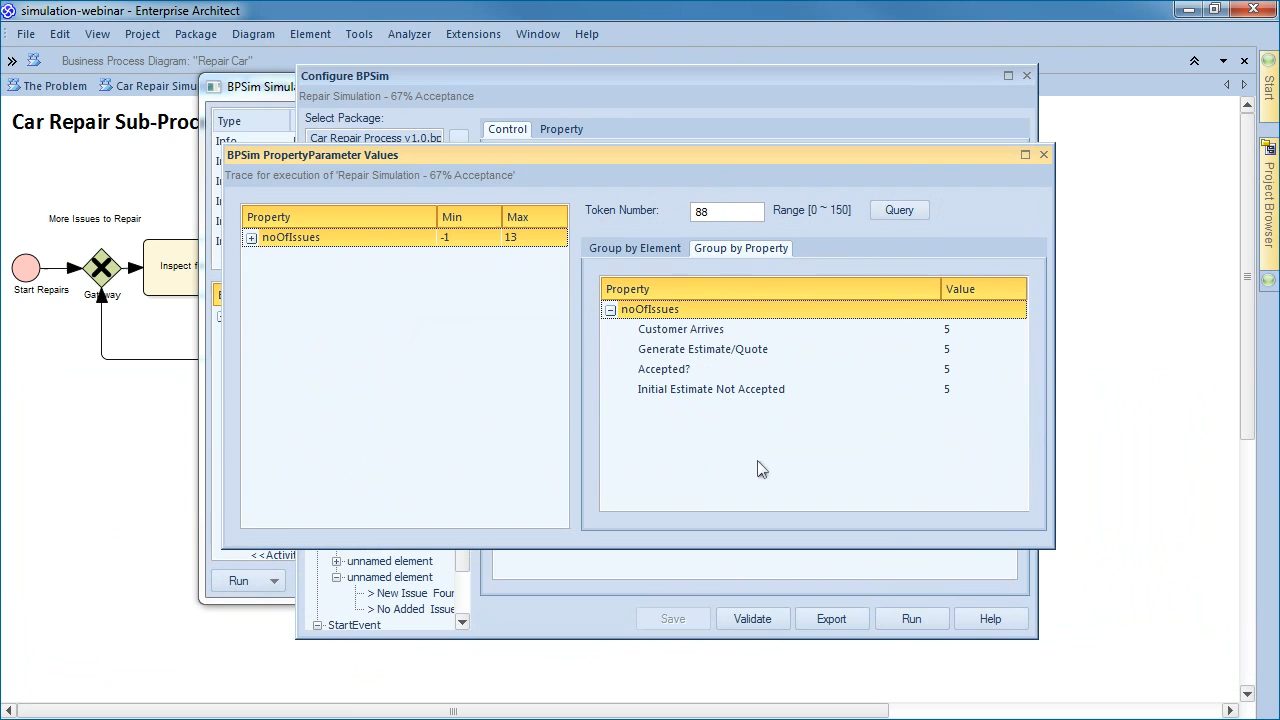 simulation-webinar - Enterprise Architect
File Edit View Project Package Diagram Element Tools Analyzer Extensions Window Help
Business Process Diagram: "Repair Car"
The Problem
Car Repair Simu
Car Repair Sub-Proc
More Issues to Repair
Inspect f
Start Repairs
Gateway
BPSim Simul
Type
Info
<<Activit
Run
Configure BPSim
Repair Simulation - 67% Acceptance
Select Package:
Car Repair Process v1.0.bp
Control Property
BPSim PropertyParameter Values
Trace for execution of 'Repair Simulation - 67% Acceptance'
Property Min Max
noOfIssues -1 13
Token Number: 88 Range [0 ~ 150] Query
Group by Element Group by Property
Property Value
noOfIssues
Customer Arrives 5
Generate Estimate/Quote 5
Accepted? 5
Initial Estimate Not Accepted 5
unnamed element
unnamed element
> New Issue Four
> No Added Issue
StartEvent
Save Validate Export Run Help
Start
Project Browser